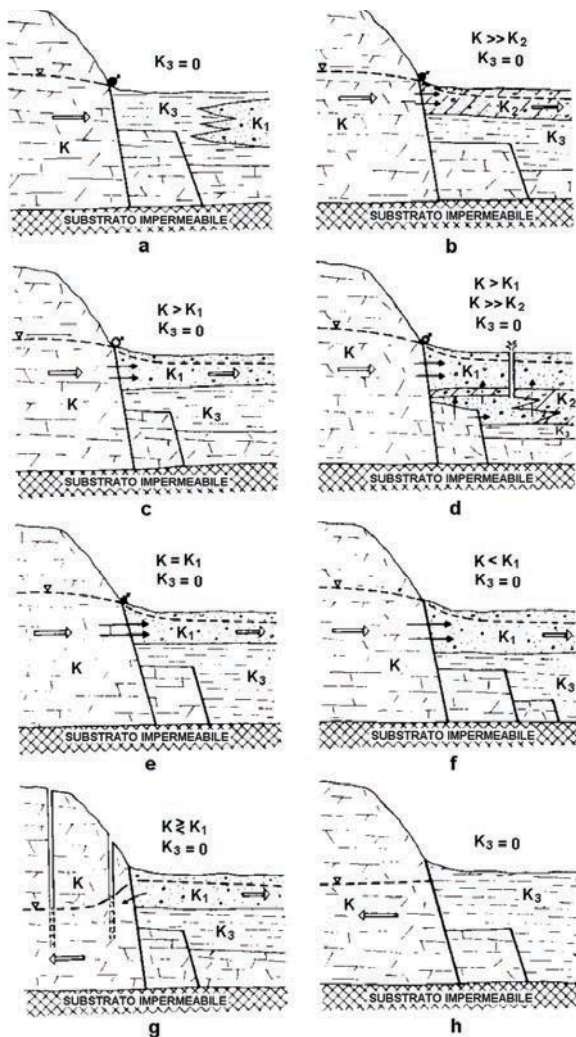 K₃ = 0
K K₃ K₁
SUBSTRATO IMPERMEABILE
a
K >> K₂
K₃ = 0
K K₂ K₃
SUBSTRATO IMPERMEABILE
b
K > K₁
K₃ = 0
K K₁ K₃
SUBSTRATO IMPERMEABILE
c
K > K₁
K >> K₂
K₃ = 0
K K₁ K₂ K₃
SUBSTRATO IMPERMEABILE
d
K = K₁
K₃ = 0
K K₁ K₃
SUBSTRATO IMPERMEABILE
e
K < K₁
K₃ = 0
K K₁ K₃
SUBSTRATO IMPERMEABILE
f
K ⪌ K₁
K₃ = 0
K K₁ K₃
SUBSTRATO IMPERMEABILE
g
K₃ = 0
K K₃
SUBSTRATO IMPERMEABILE
h